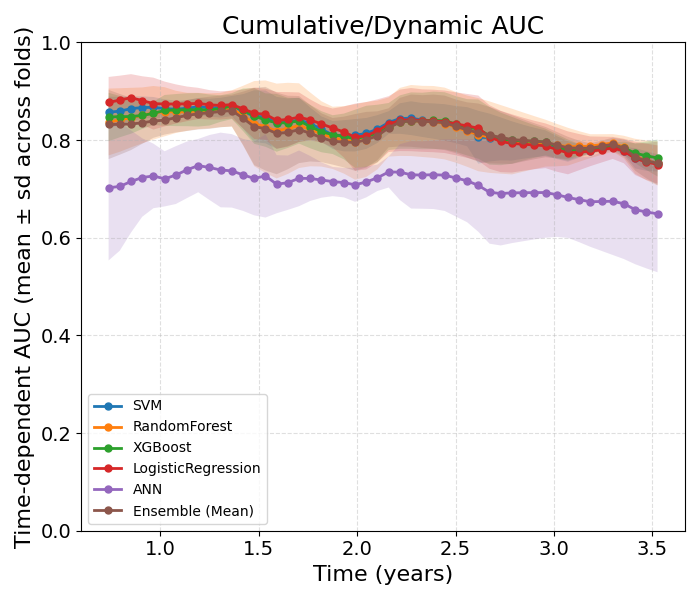 Cumulative/Dynamic AUC
Time-dependent AUC (mean ± sd across folds)
1.0
0.8
0.6
0.4
0.2
0.0
SVM
RandomForest
XGBoost
LogisticRegression
ANN
Ensemble (Mean)
1.0 1.5 2.0 2.5 3.0 3.5
Time (years)